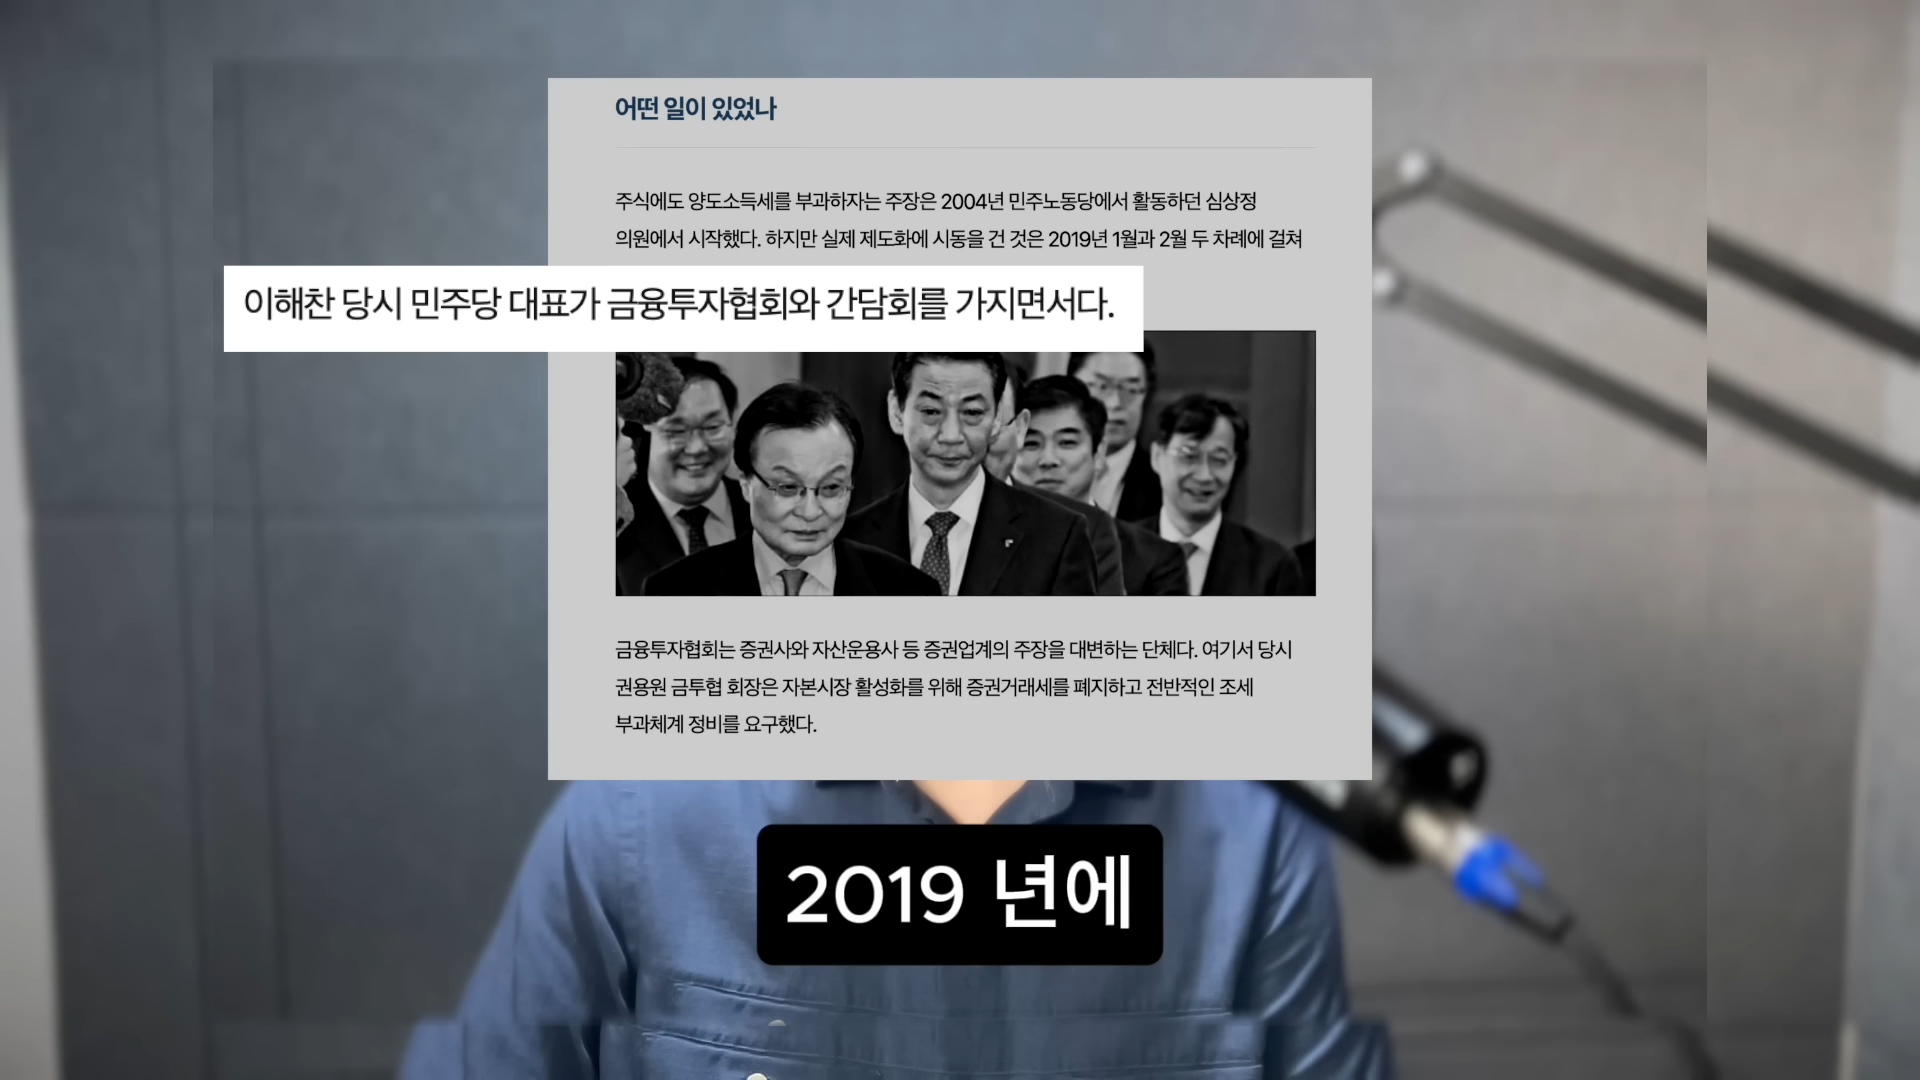 어떤 일이 있었나
주식에도 양도소득세를 부과하자는 주장은 2004년 민주노동당에서 활동하던 심상정
의원에서 시작했다. 하지만 실제 제도화에 시동을 건 것은 2019년 1월과 2월 두 차례에 걸쳐
이해찬 당시 민주당 대표가 금융투자협회와 간담회를 가지면서다.
금융투자협회는 증권사와 자산운용사 등 증권업계의 주장을 대변하는 단체다. 여기서 당시
권용원 금투협 회장은 자본시장 활성화를 위해 증권거래세를 폐지하고 전반적인 조세
부과체계 정비를 요구했다.
2019 년에